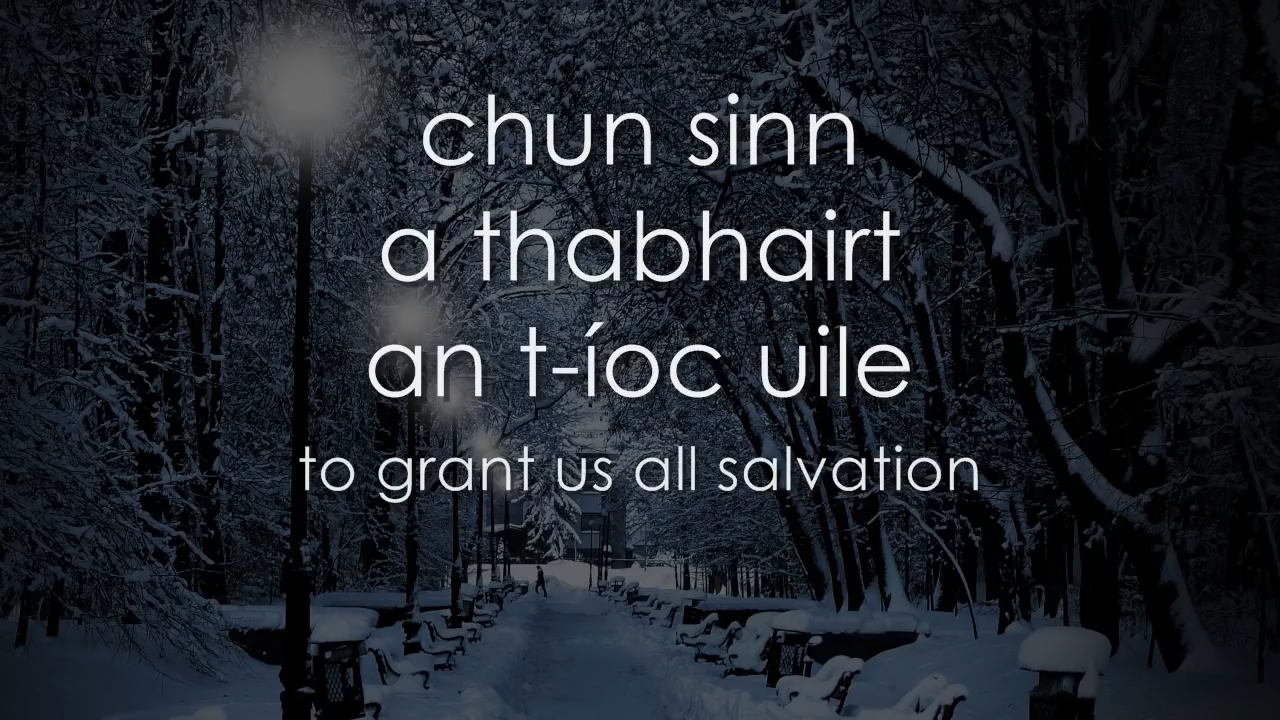 chun sinn
a thabhairt
an t-íoc uile
to grant us all salvation